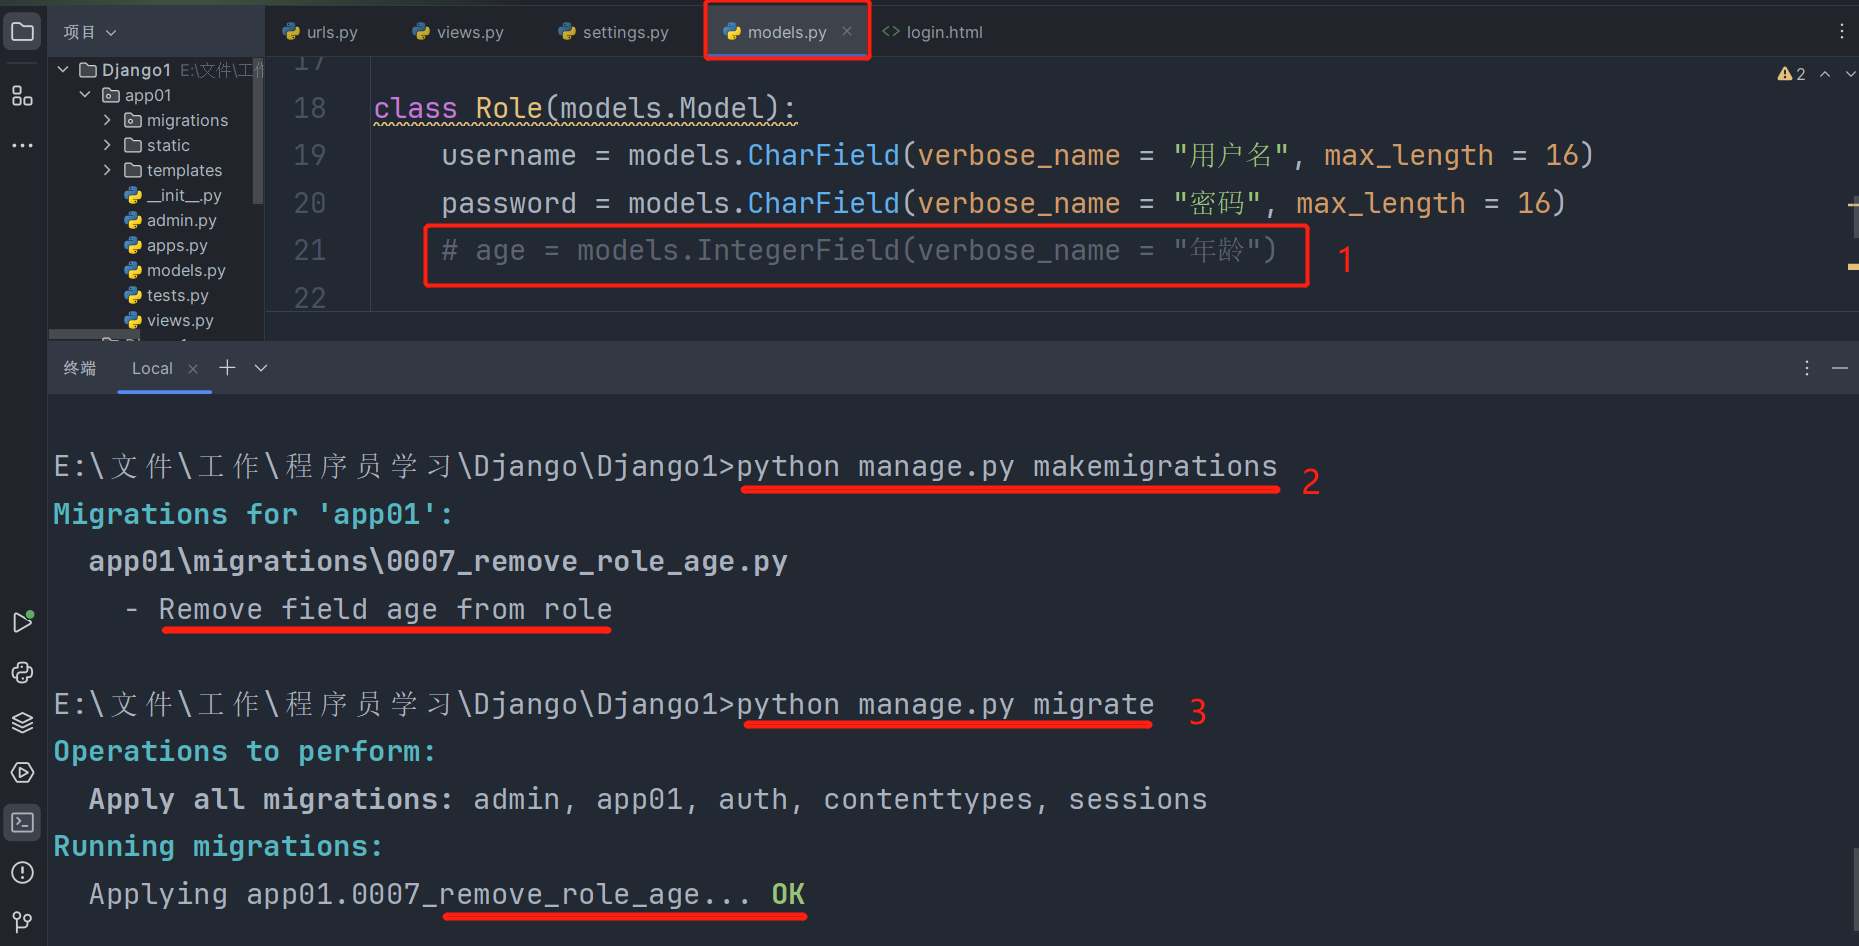 项目
urls.py
views.py
settings.py
models.py
<> login.html
Django1 E:\文件\工作
app01
migrations
static
templates
__init__.py
admin.py
apps.py
models.py
tests.py
views.py
2
17
18 class Role(models.Model):
19 username = models.CharField(verbose_name = "用户名", max_length = 16)
20 password = models.CharField(verbose_name = "密码", max_length = 16)
21 # age = models.IntegerField(verbose_name = "年龄")
1
22
终端
Local
E:\文件\工作\程序员学习\Django\Django1>python manage.py makemigrations
2
Migrations for 'app01':
app01\migrations\0007_remove_role_age.py
- Remove field age from role
E:\文件\工作\程序员学习\Django\Django1>python manage.py migrate
3
Operations to perform:
Apply all migrations: admin, app01, auth, contenttypes, sessions
Running migrations:
Applying app01.0007_remove_role_age... OK